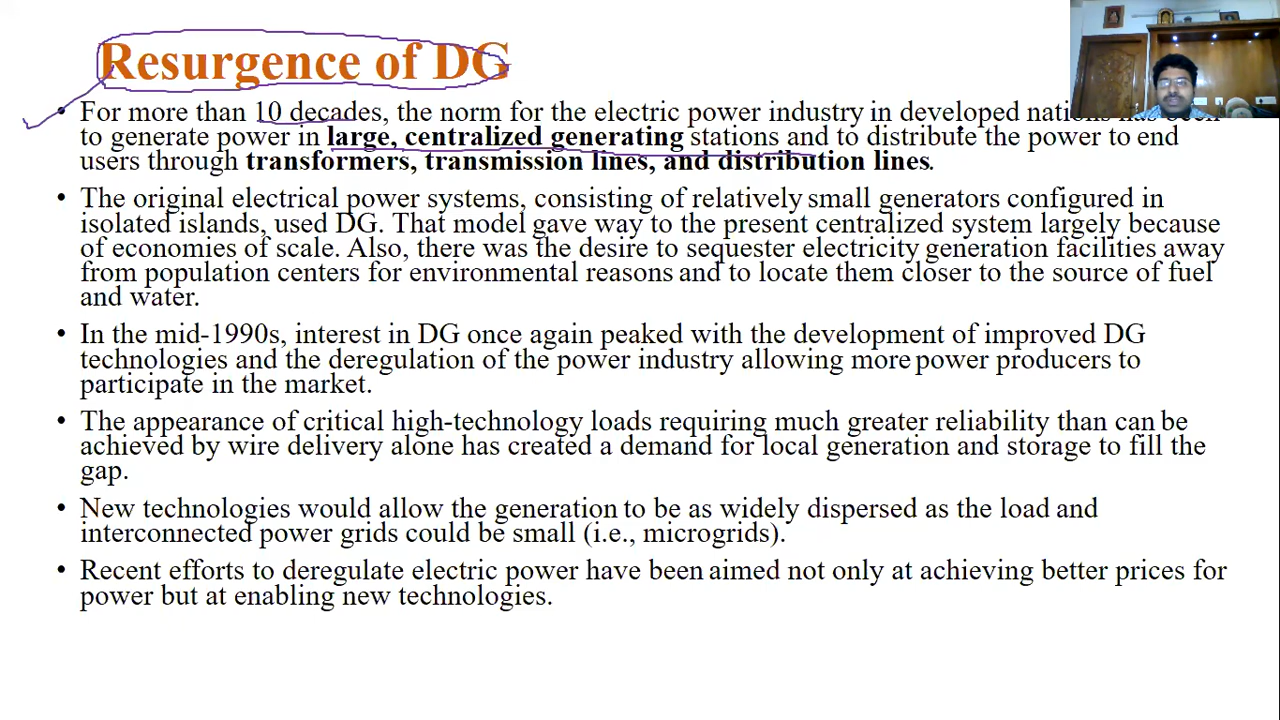 Resurgence of DG
• For more than 10 decades, the norm for the electric power industry in developed nations has been
to generate power in large, centralized generating stations and to distribute the power to end
users through transformers, transmission lines, and distribution lines.
• The original electrical power systems, consisting of relatively small generators configured in
isolated islands, used DG. That model gave way to the present centralized system largely because
of economies of scale. Also, there was the desire to sequester electricity generation facilities away
from population centers for environmental reasons and to locate them closer to the source of fuel
and water.
• In the mid-1990s, interest in DG once again peaked with the development of improved DG
technologies and the deregulation of the power industry allowing more power producers to
participate in the market.
• The appearance of critical high-technology loads requiring much greater reliability than can be
achieved by wire delivery alone has created a demand for local generation and storage to fill the
gap.
• New technologies would allow the generation to be as widely dispersed as the load and
interconnected power grids could be small (i.e., microgrids).
• Recent efforts to deregulate electric power have been aimed not only at achieving better prices for
power but at enabling new technologies.